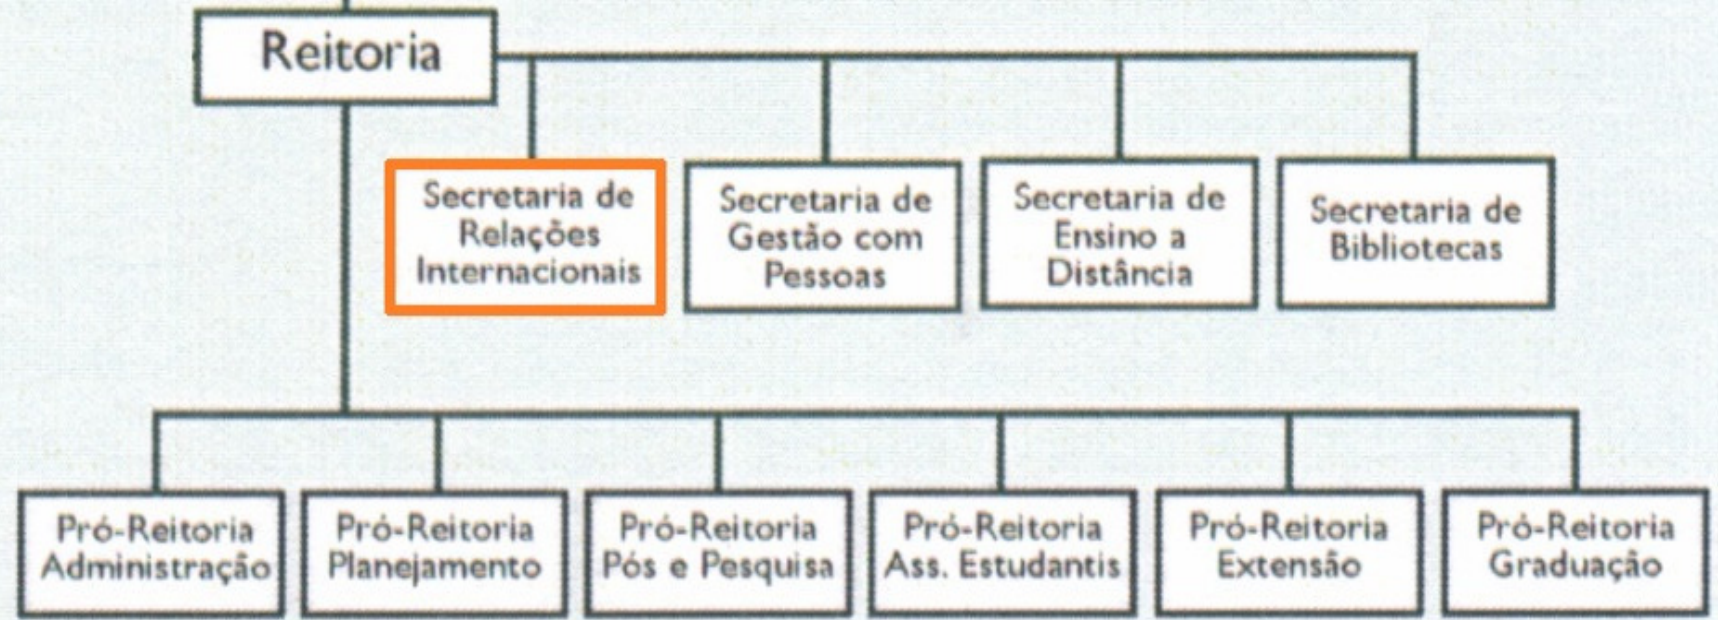 Reitoria
Secretaria de
Relações
Internacionais
Secretaria de
Gestão com
Pessoas
Secretaria de
Ensino a
Distância
Secretaria de
Bibliotecas
Pró-Reitoria
Administração
Pró-Reitoria
Planejamento
Pró-Reitoria
Pós e Pesquisa
Pró-Reitoria
Ass. Estudantis
Pró-Reitoria
Extensão
Pró-Reitoria
Graduação